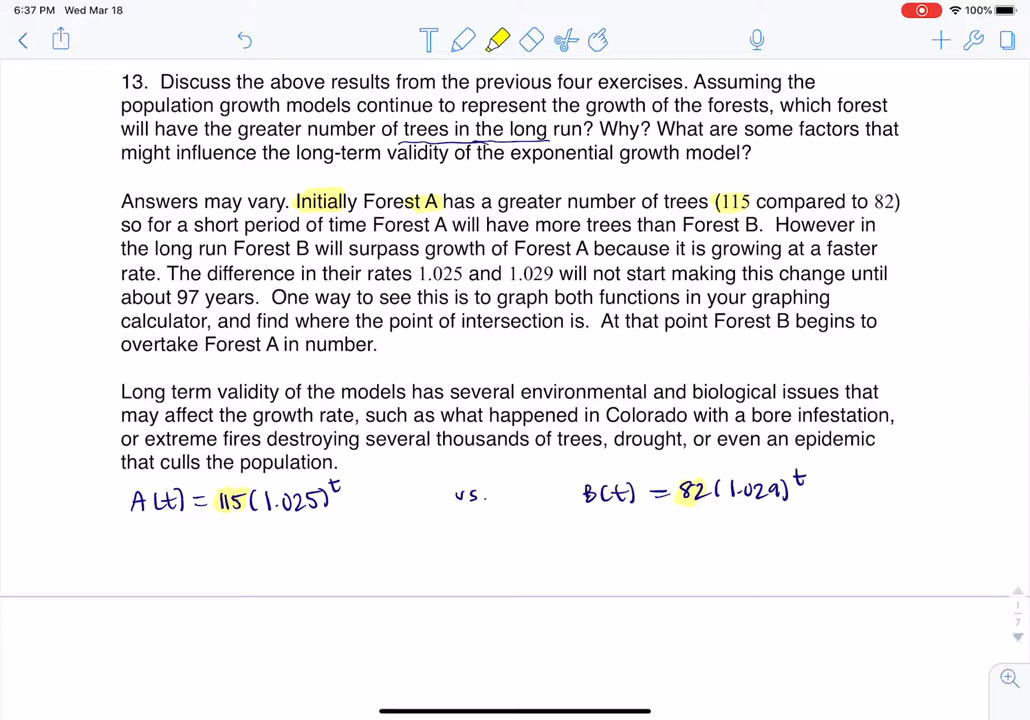 6:37 PM Wed Mar 18
100%
T
13. Discuss the above results from the previous four exercises. Assuming the
population growth models continue to represent the growth of the forests, which forest
will have the greater number of trees in the long run? Why? What are some factors that
might influence the long-term validity of the exponential growth model?
Answers may vary. Initially Forest A has a greater number of trees (115 compared to 82)
so for a short period of time Forest A will have more trees than Forest B. However in
the long run Forest B will surpass growth of Forest A because it is growing at a faster
rate. The difference in their rates 1.025 and 1.029 will not start making this change until
about 97 years. One way to see this is to graph both functions in your graphing
calculator, and find where the point of intersection is. At that point Forest B begins to
overtake Forest A in number.
Long term validity of the models has several environmental and biological issues that
may affect the growth rate, such as what happened in Colorado with a bore infestation,
or extreme fires destroying several thousands of trees, drought, or even an epidemic
that culls the population.
A(t) = 115(1.025)^t vs. B(t) = 82(1.029)^t
1
7